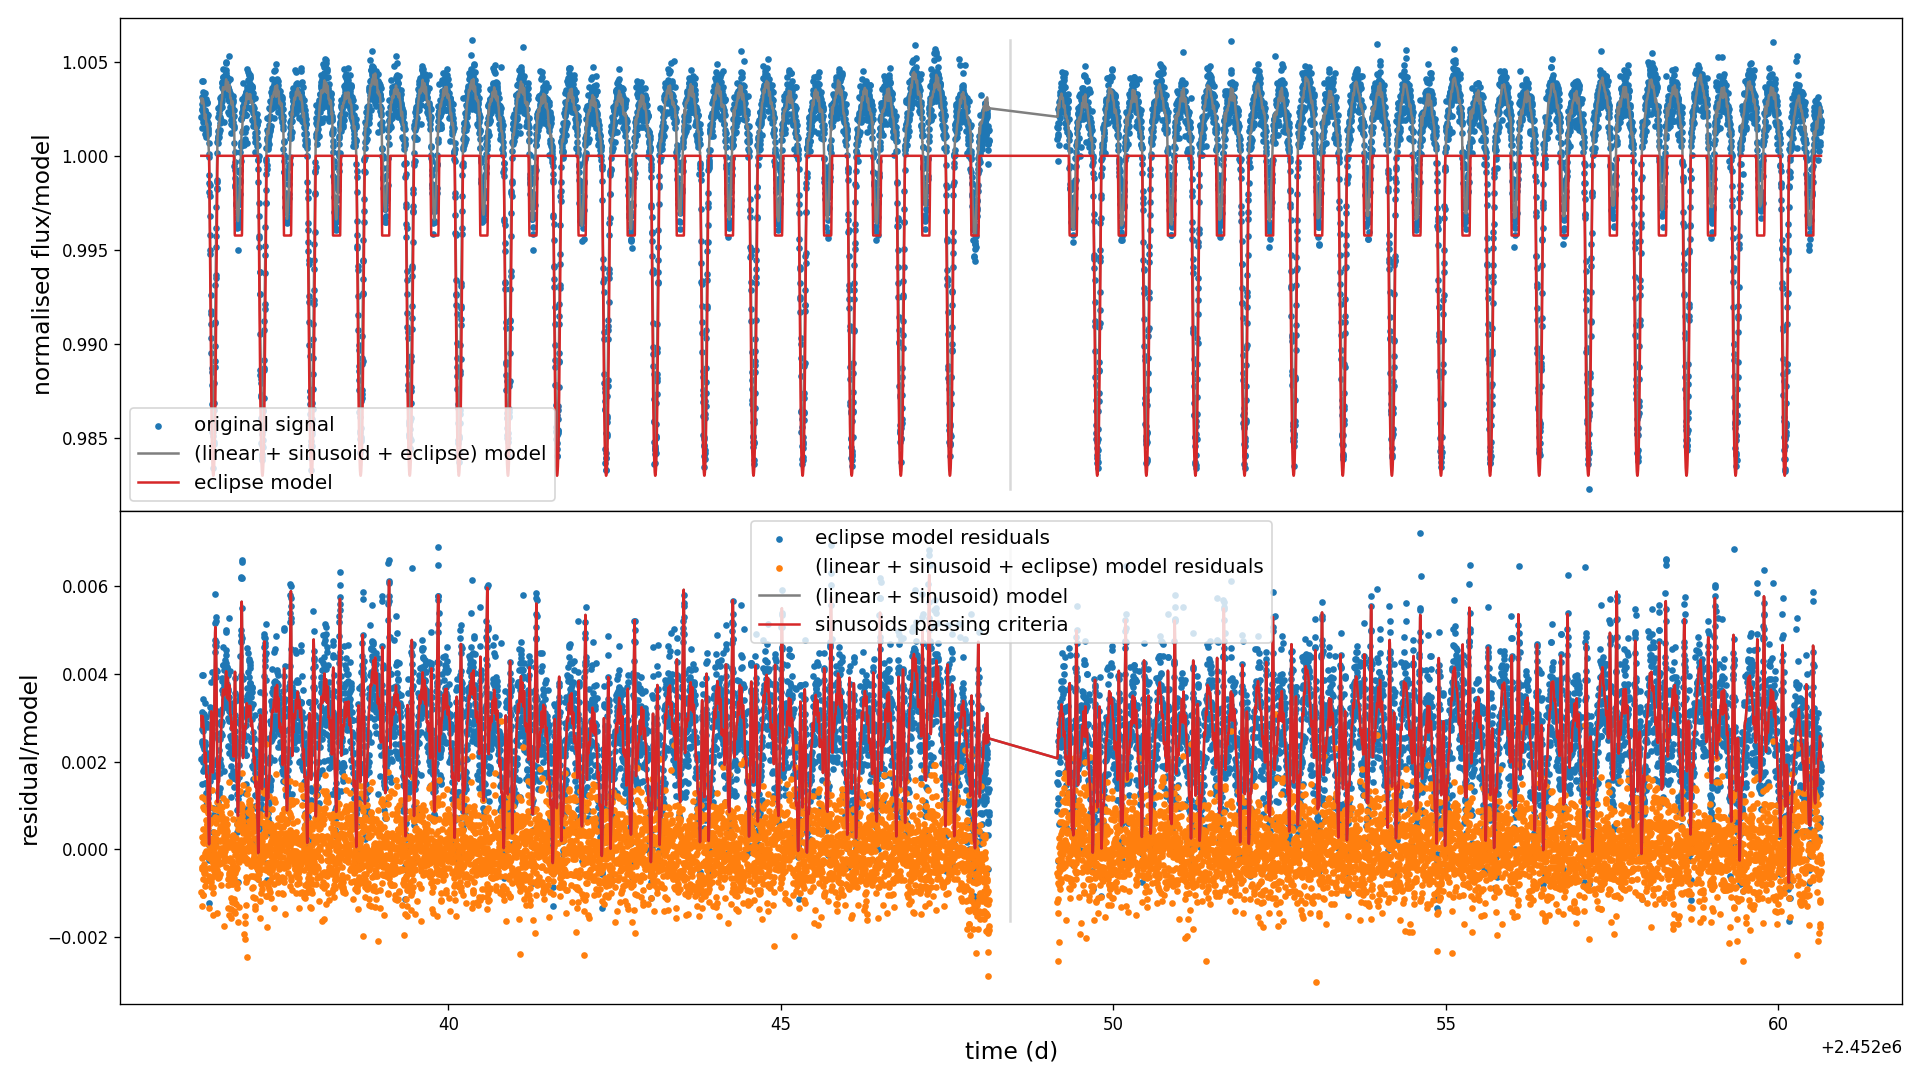 1.005
1.000
0.995
0.990
0.985
normalised flux/model
original signal
(linear + sinusoid + eclipse) model
eclipse model
eclipse model residuals
(linear + sinusoid + eclipse) model residuals
(linear + sinusoid) model
sinusoids passing criteria
0.006
0.004
0.002
0.000
−0.002
residual/model
40
45
50
55
60
time (d)
+2.452e6